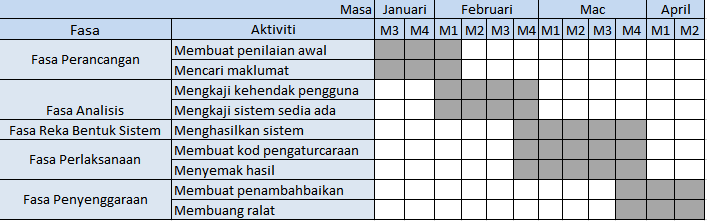 Masa Januari Februari Mac April
Fasa Aktiviti M3 M4 M1 M2 M3 M4 M1 M2 M3 M4 M1 M2
Fasa Perancangan
Membuat penilaian awal
Mencari maklumat
Fasa Analisis
Mengkaji kehendak pengguna
Mengkaji sistem sedia ada
Fasa Reka Bentuk Sistem Menghasilkan sistem
Fasa Perlaksanaan
Membuat kod pengaturcaraan
Menyemak hasil
Fasa Penyenggaraan
Membuat penambahbaikan
Membuang ralat